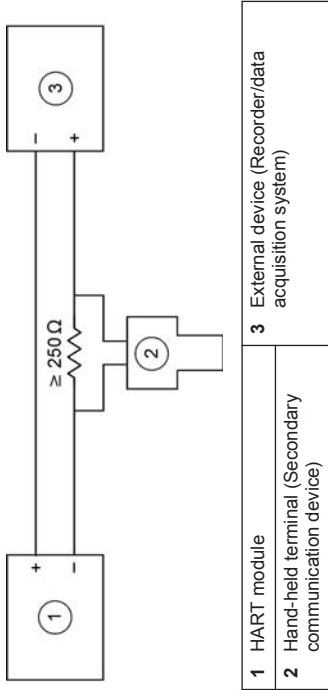 1
+
−
≥ 250 Ω
2
−
+
3
1 HART module
2 Hand-held terminal (Secondary
communication device)
3 External device (Recorder/data
acquisition system)